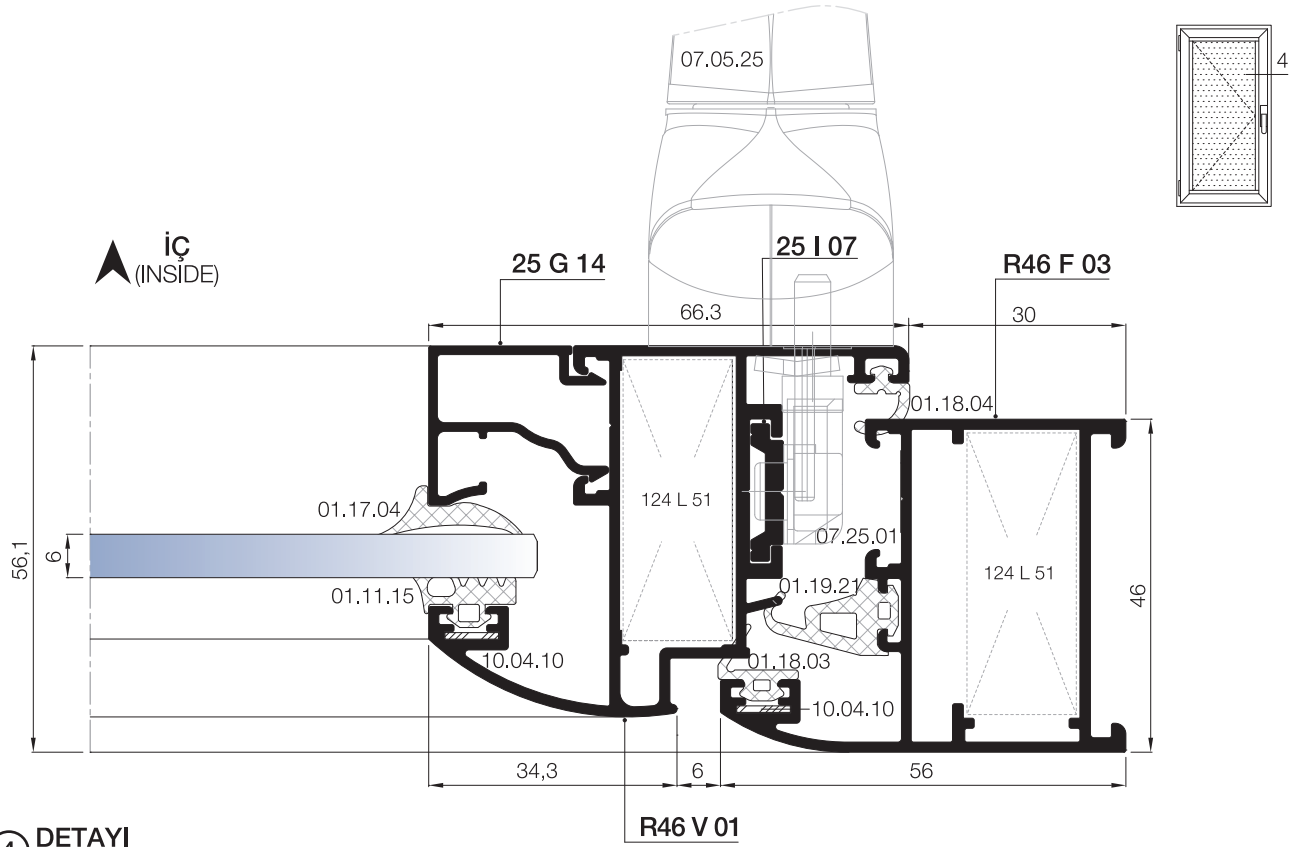 07.05.25
4
İÇ
(INSIDE)
25 G 14
25 I 07
R46 F 03
66.3
30
01.18.04
01.17.04
124 L 51
07.25.01
56,1
6
01.19.21
124 L 51
46
01.11.15
10.04.10
01.18.03
10.04.10
34,3
6
56
R46 V 01
4 DETAYI